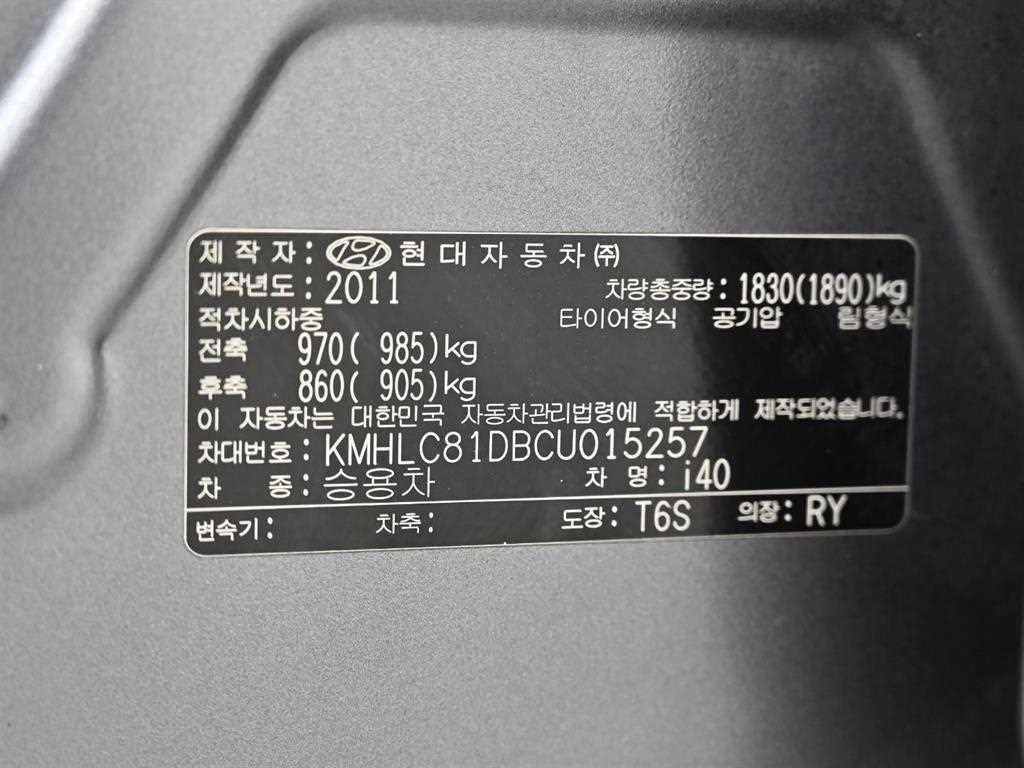 제 작 자 : 현 대 자 동 차 ㈜
제작년도 : 2011 차량총중량 : 1830(1890)kg
적차시하중 타이어형식 공기압 림형식
전축 970( 985)kg
후축 860( 905)kg
이 자동차는 대한민국 자동차관리법령에 적합하게 제작되었습니다.
차대번호 : KMHLC81DBCU015257
차 종 : 승용차 차 명 : i40
변속기 : 차축 : 도장 : T6S 의장 : RY